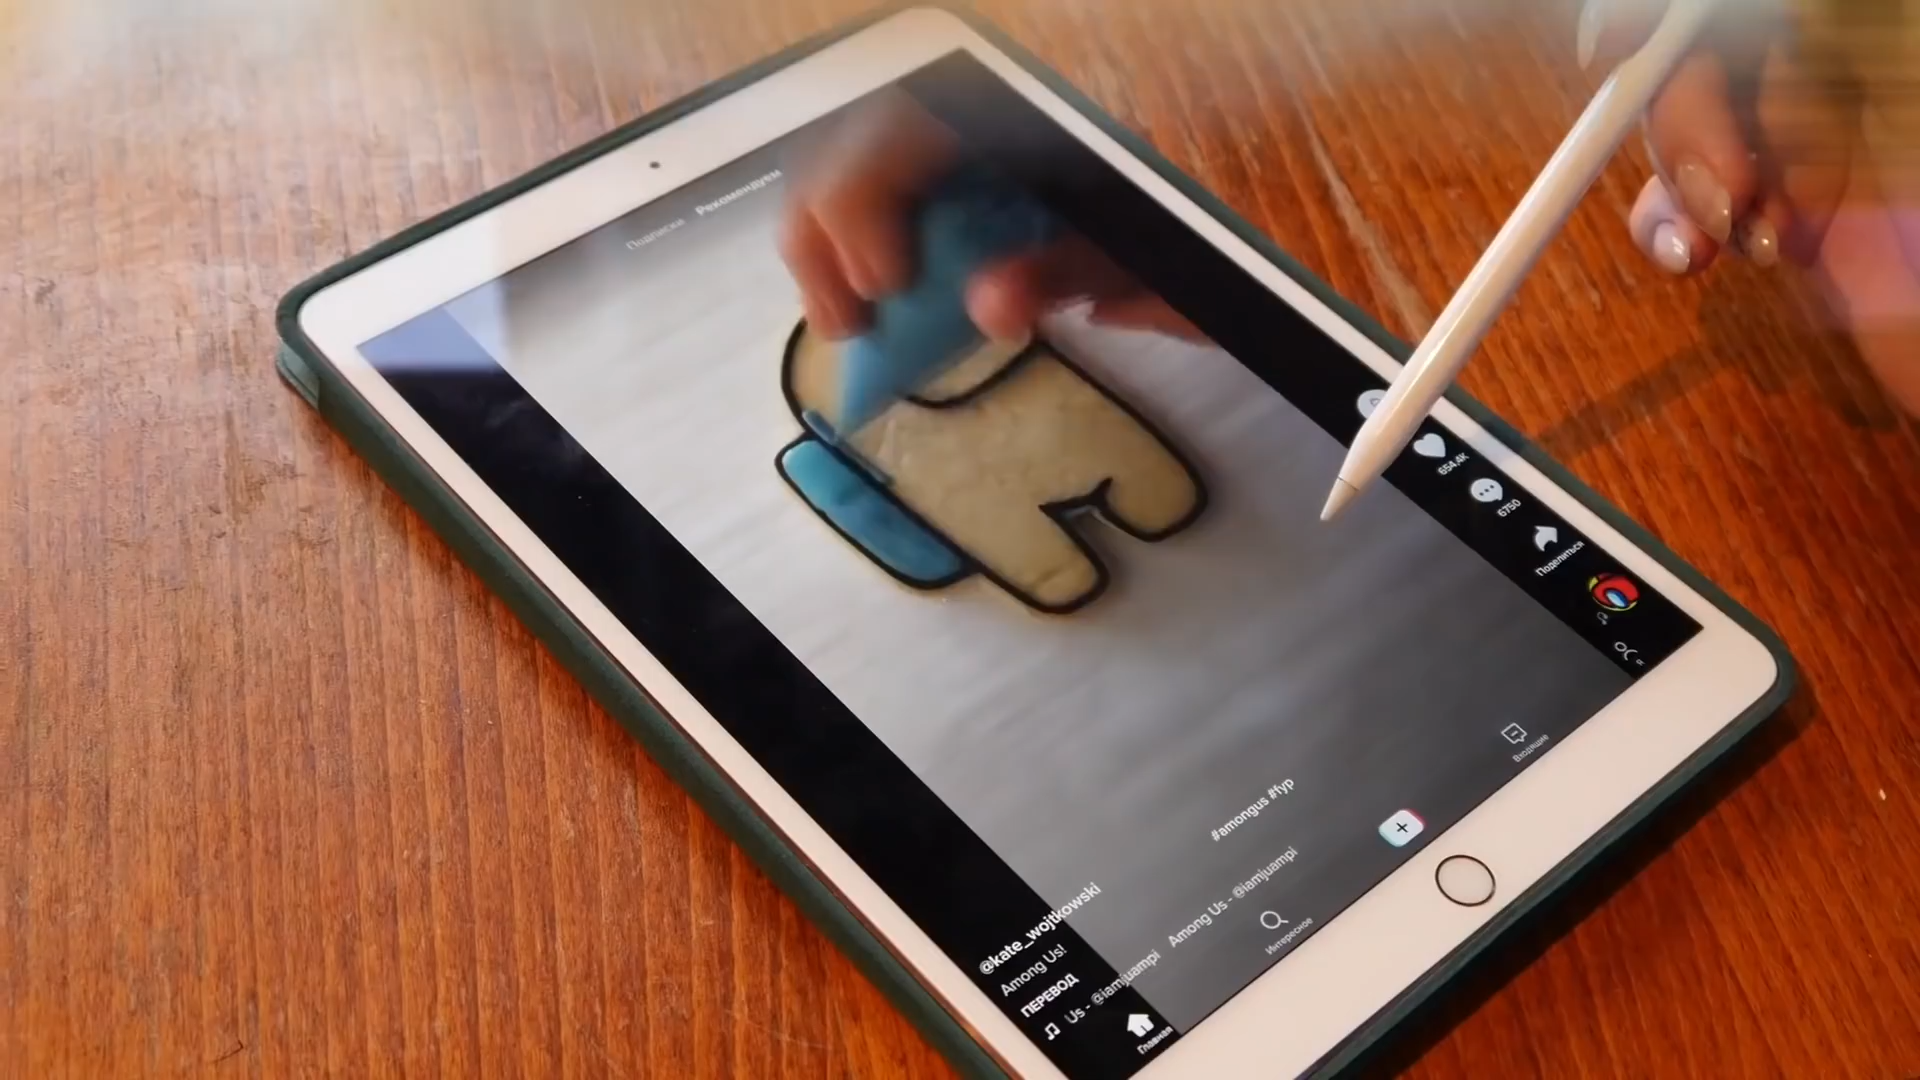 Подписки Рекомендуем
654,4K
6750
Поделиться
#amongus #fyp
@kate_wojtkowski
Among Us!
ПЕРЕВОД
Us - @iamjuampi Among Us - @iamjuampi
Главная
Интересное
Входящие